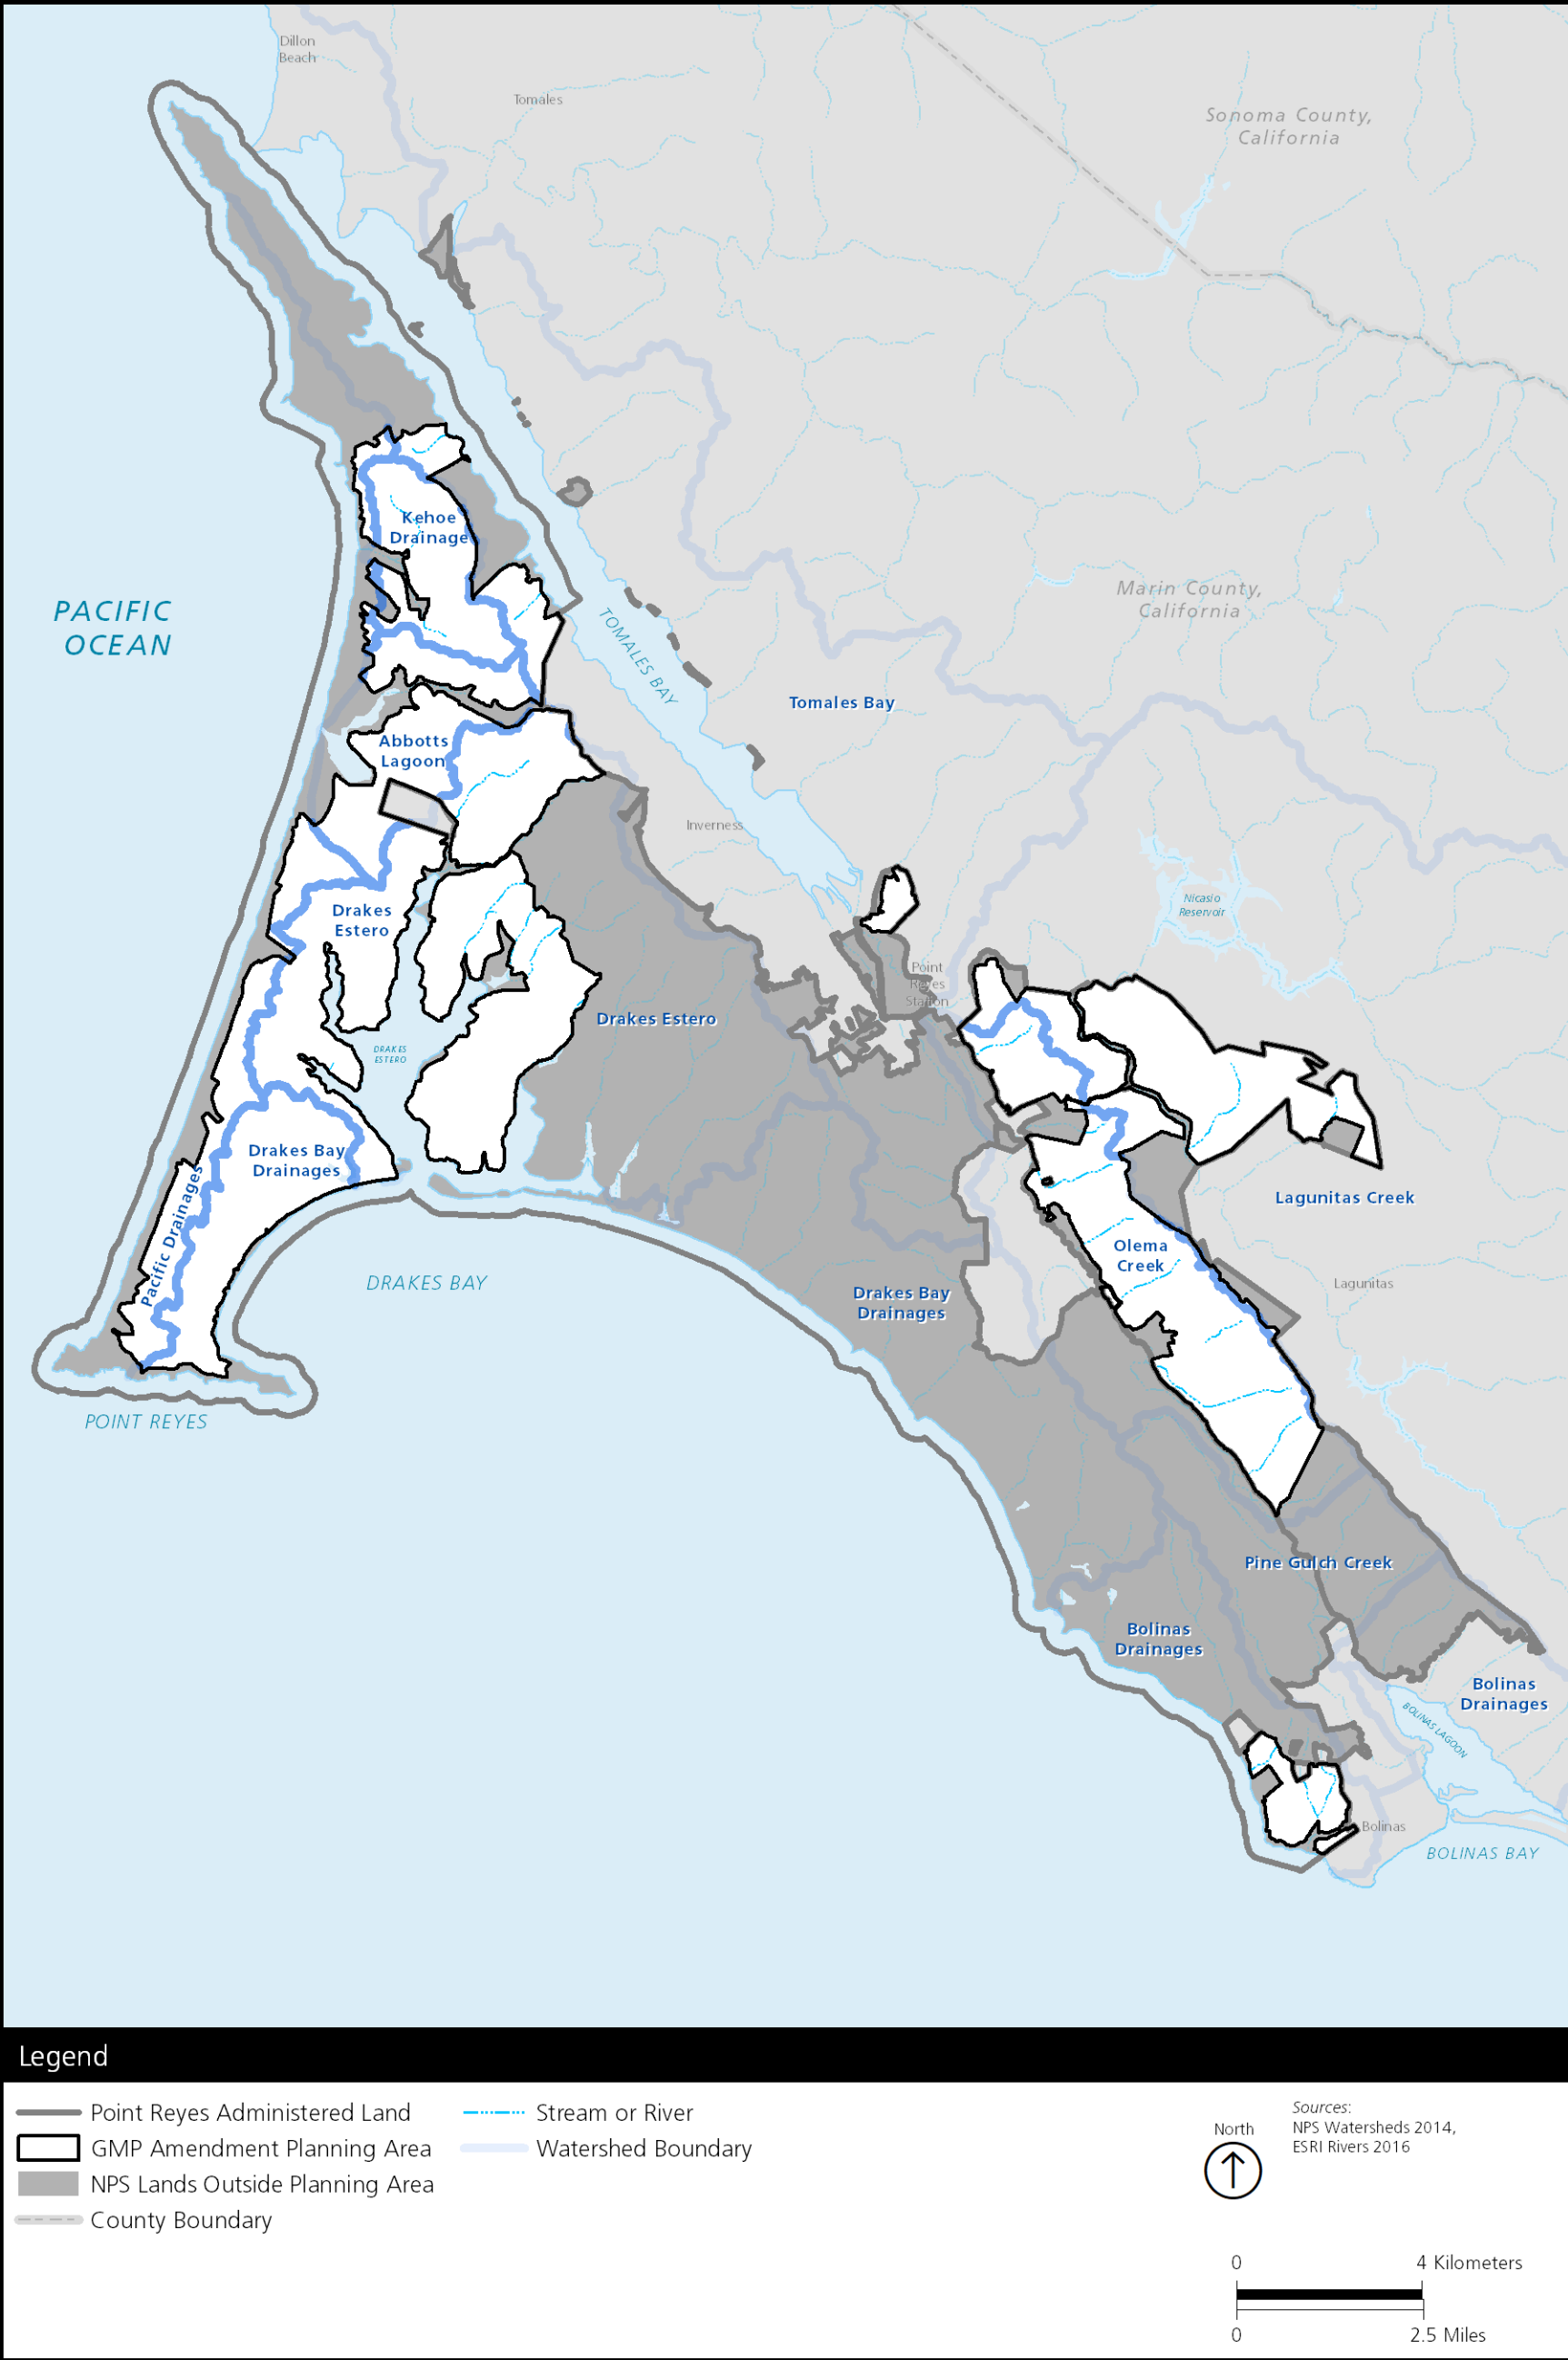 Dillon
Beach
Tomales
Sonoma County,
California
Kehoe
Drainage
PACIFIC
OCEAN
TOMALES BAY
Marin County,
California
Tomales Bay
Abbotts
Lagoon
Inverness
Nicasio
Reservoir
Drakes
Estero
Point
Reyes
Station
Drakes Estero
DRAKES
ESTERO
Drakes Bay
Drainages
Pacific Drainages
Lagunitas Creek
Olema
Creek
DRAKES BAY
Lagunitas
Drakes Bay
Drainages
POINT REYES
Pine Gulch Creek
Bolinas
Drainages
Bolinas
Drainages
BOLINAS LAGOON
Bolinas
BOLINAS BAY
Legend
Point Reyes Administered Land
GMP Amendment Planning Area
NPS Lands Outside Planning Area
County Boundary
Stream or River
Watershed Boundary
North
Sources:
NPS Watersheds 2014,
ESRI Rivers 2016
0 4 Kilometers
0 2.5 Miles